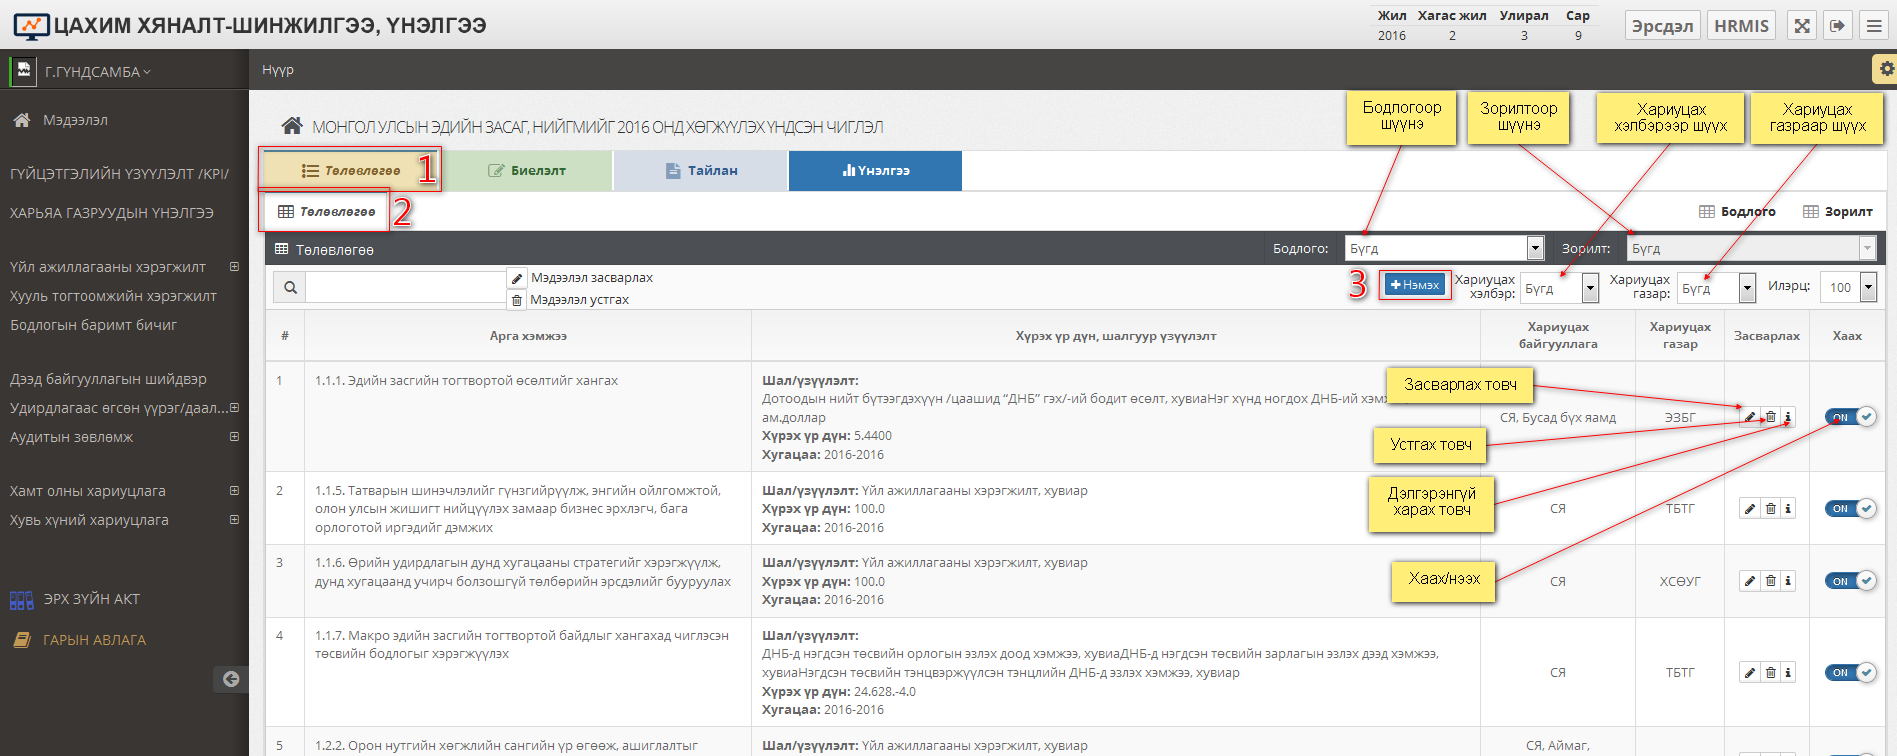 ЦАХИМ ХЯНАЛТ-ШИНЖИЛГЭЭ, ҮНЭЛГЭЭ
Жил Хагас жил Улирал Сар
2016 2 3 9
Эрсдэл HRMIS
Г.ГҮНДСАМБА
Нүүр
Мэдээлэл
ГҮЙЦЭТГЭЛИЙН ҮЗҮҮЛЭЛТ /KPI/
ХАРЬЯА ГАЗРУУДЫН ҮНЭЛГЭЭ
Үйл ажиллагааны хэрэгжилт
Хууль тогтоомжийн хэрэгжилт
Бодлогын баримт бичиг
Дээд байгууллагын шийдвэр
Удирдлагаас өгсөн үүрэг/даал...
Аудитын зөвлөмж
Хамт олны хариуцлага
Хувь хүний хариуцлага
ЭРХ ЗҮЙН АКТ
ГАРЫН АВЛАГА
МОНГОЛ УЛСЫН ЭДИЙН ЗАСАГ, НИЙГМИЙГ 2016 ОНД ХӨГЖҮҮЛЭХ ҮНДСЭН ЧИГЛЭЛ
Бодлогоор шүүнэ
Зорилтоор шүүнэ
Хариуцах хэлбэрээр шүүх
Хариуцах газраар шүүх
Төлөвлөгөө 1 Биелэлт Тайлан Үнэлгээ
Төлөвлөгөө 2 Бодлого Зорилт
Төлөвлөгөө Бодлого: Бүгд Зорилт: Бүгд
Мэдээлэл засварлах
Мэдээлэл устгах
3 Нэмэх Хариуцах хэлбэр: Бүгд Хариуцах газар: Бүгд Илэрц: 100
# Арга хэмжээ Хүрэх үр дүн, шалгуур үзүүлэлт Хариуцах байгууллага Хариуцах газар Засварлах Хаах
1 1.1.1. Эдийн засгийн тогтвортой өсөлтийг хангах
Шал/үзүүлэлт:
Дотоодын нийт бүтээгдэхүүн /цаашид "ДНБ" гэх/-ий бодит өсөлт, хувиаНэг хүнд ногдох ДНБ-ий
ам.доллар
Хүрэх үр дүн: 5.4400
Хугацаа: 2016-2016
СЯ, Бусад бүх яамд ЭЗБГ ON
Засварлах товч
Устгах товч
Дэлгэрэнгүй харах товч
Хаах/нээх
2 1.1.5. Татварын шинэчлэлийг гүнзгийрүүлж, энгийн ойлгомжтой,
олон улсын жишигт нийцүүлэх замаар бизнес эрхлэгч, бага
орлоготой иргэдийг дэмжих
Шал/үзүүлэлт: Үйл ажиллагааны хэрэгжилт, хувиар
Хүрэх үр дүн: 100.0
Хугацаа: 2016-2016
СЯ ТБТГ ON
3 1.1.6. Өрийн удирдлагын дунд хугацааны стратегийг хэрэгжүүлж,
дунд хугацаанд учирч болзошгүй төлбөрийн эрсдэлийг бууруулах
Шал/үзүүлэлт: Үйл ажиллагааны хэрэгжилт, хувиар
Хүрэх үр дүн: 100.0
Хугацаа: 2016-2016
СЯ ХСӨУГ ON
4 1.1.7. Макро эдийн засгийн тогтвортой байдлыг хангахад чиглэсэн
төсвийн бодлогыг хэрэгжүүлэх
Шал/үзүүлэлт:
ДНБ-д нэгдсэн төсвийн орлогын эзлэх доод хэмжээ, хувиаДНБ-д нэгдсэн төсвийн зарлагын эзлэх дээд хэмжээ,
хувиаНэгдсэн төсвийн тэнцвэржүүлсэн тэнцлийн ДНБ-д эзлэх хэмжээ, хувиар
Хүрэх үр дүн: 24.628.-4.0
Хугацаа: 2016-2016
СЯ ТБТГ ON
5 1.2.2. Орон нутгийн хөгжлийн сангийн үр өгөөж, ашиглалтыг
Шал/үзүүлэлт: Үйл ажиллагааны хэрэгжилт, хувиар
СЯ, Аймаг,